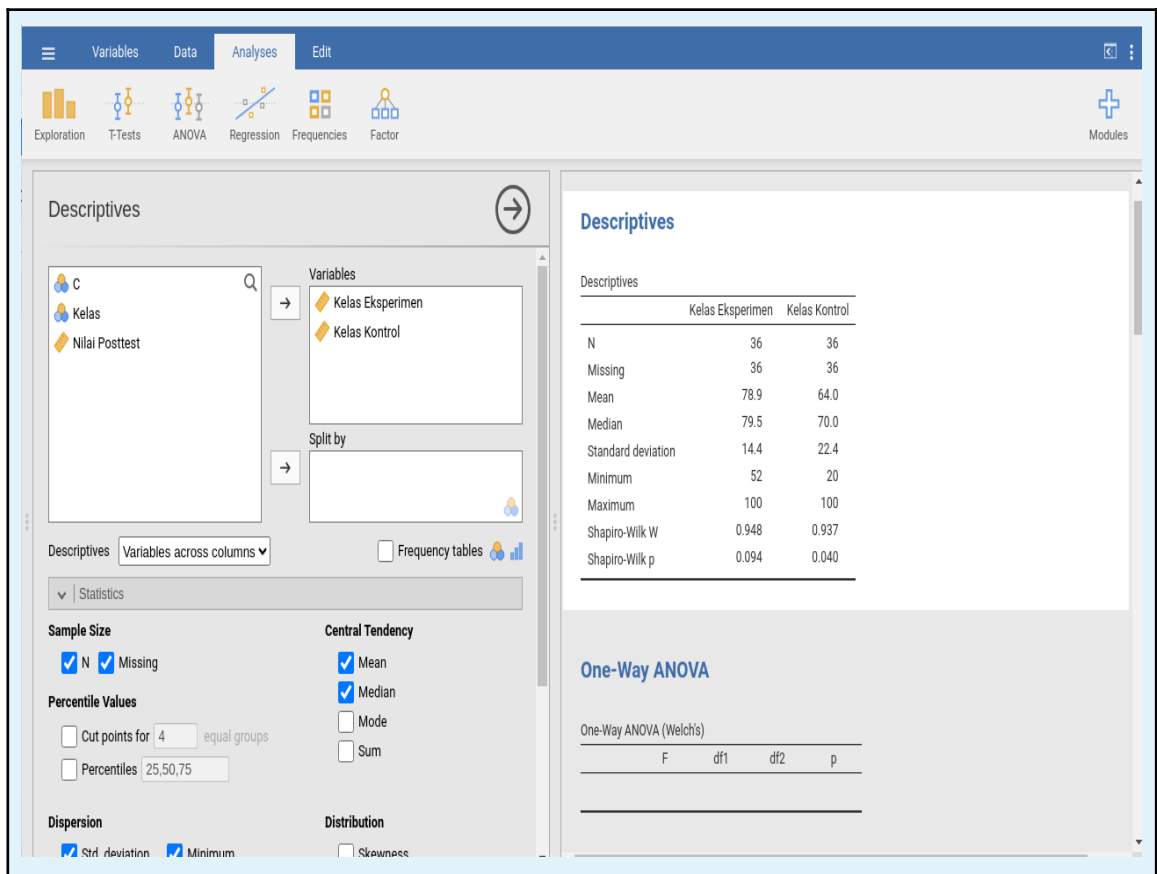 Variables Data Analyses Edit
Exploration T-Tests ANOVA Regression Frequencies Factor Modules
Descriptives
C
Kelas
Nilai Posttest
Variables
Kelas Eksperimen
Kelas Kontrol
Split by
Descriptives Variables across columns Frequency tables
Statistics
Sample Size
N Missing
Percentile Values
Cut points for 4 equal groups
Percentiles 25,50,75
Dispersion
Std. deviation Minimum
Central Tendency
Mean
Median
Mode
Sum
Distribution
Skewness
Descriptives
Descriptives
Kelas Eksperimen Kelas Kontrol
N 36 36
Missing 36 36
Mean 78.9 64.0
Median 79.5 70.0
Standard deviation 14.4 22.4
Minimum 52 20
Maximum 100 100
Shapiro-Wilk W 0.948 0.937
Shapiro-Wilk p 0.094 0.040
One-Way ANOVA
One-Way ANOVA (Welch's)
F df1 df2 p